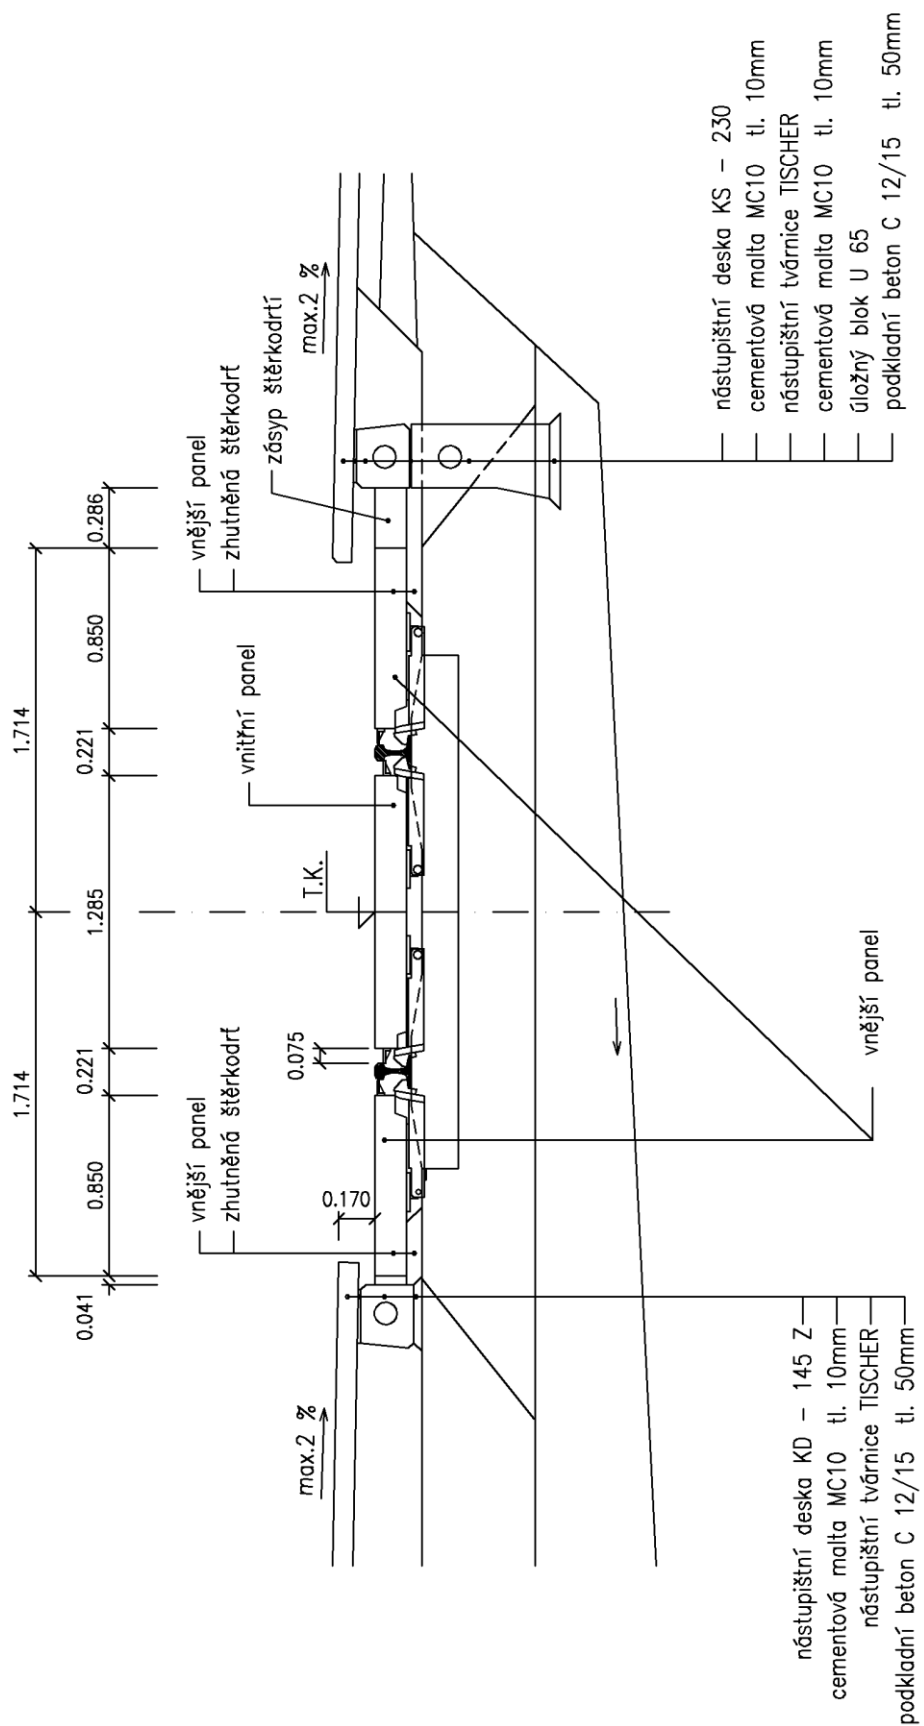 1.714
1.714
0.041
0.850
0.221
1.285
0.221
0.850
0.286
vnější panel
zhutněná štěrkodrť
vnější panel
zhutněná štěrkodrť
zásyp štěrkodrtí
vnitřní panel
max.2 %
max.2 %
0.170
0.075
T.K.
vnější panel
nástupištní deska KD - 145 Z
cementová malta MC10 tl. 10mm
nástupištní tvárnice TISCHER
podkladní beton C 12/15 tl. 50mm
nástupištní deska KS - 230
cementová malta MC10 tl. 10mm
nástupištní tvárnice TISCHER
cementová malta MC10 tl. 10mm
úložný blok U 65
podkladní beton C 12/15 tl. 50mm